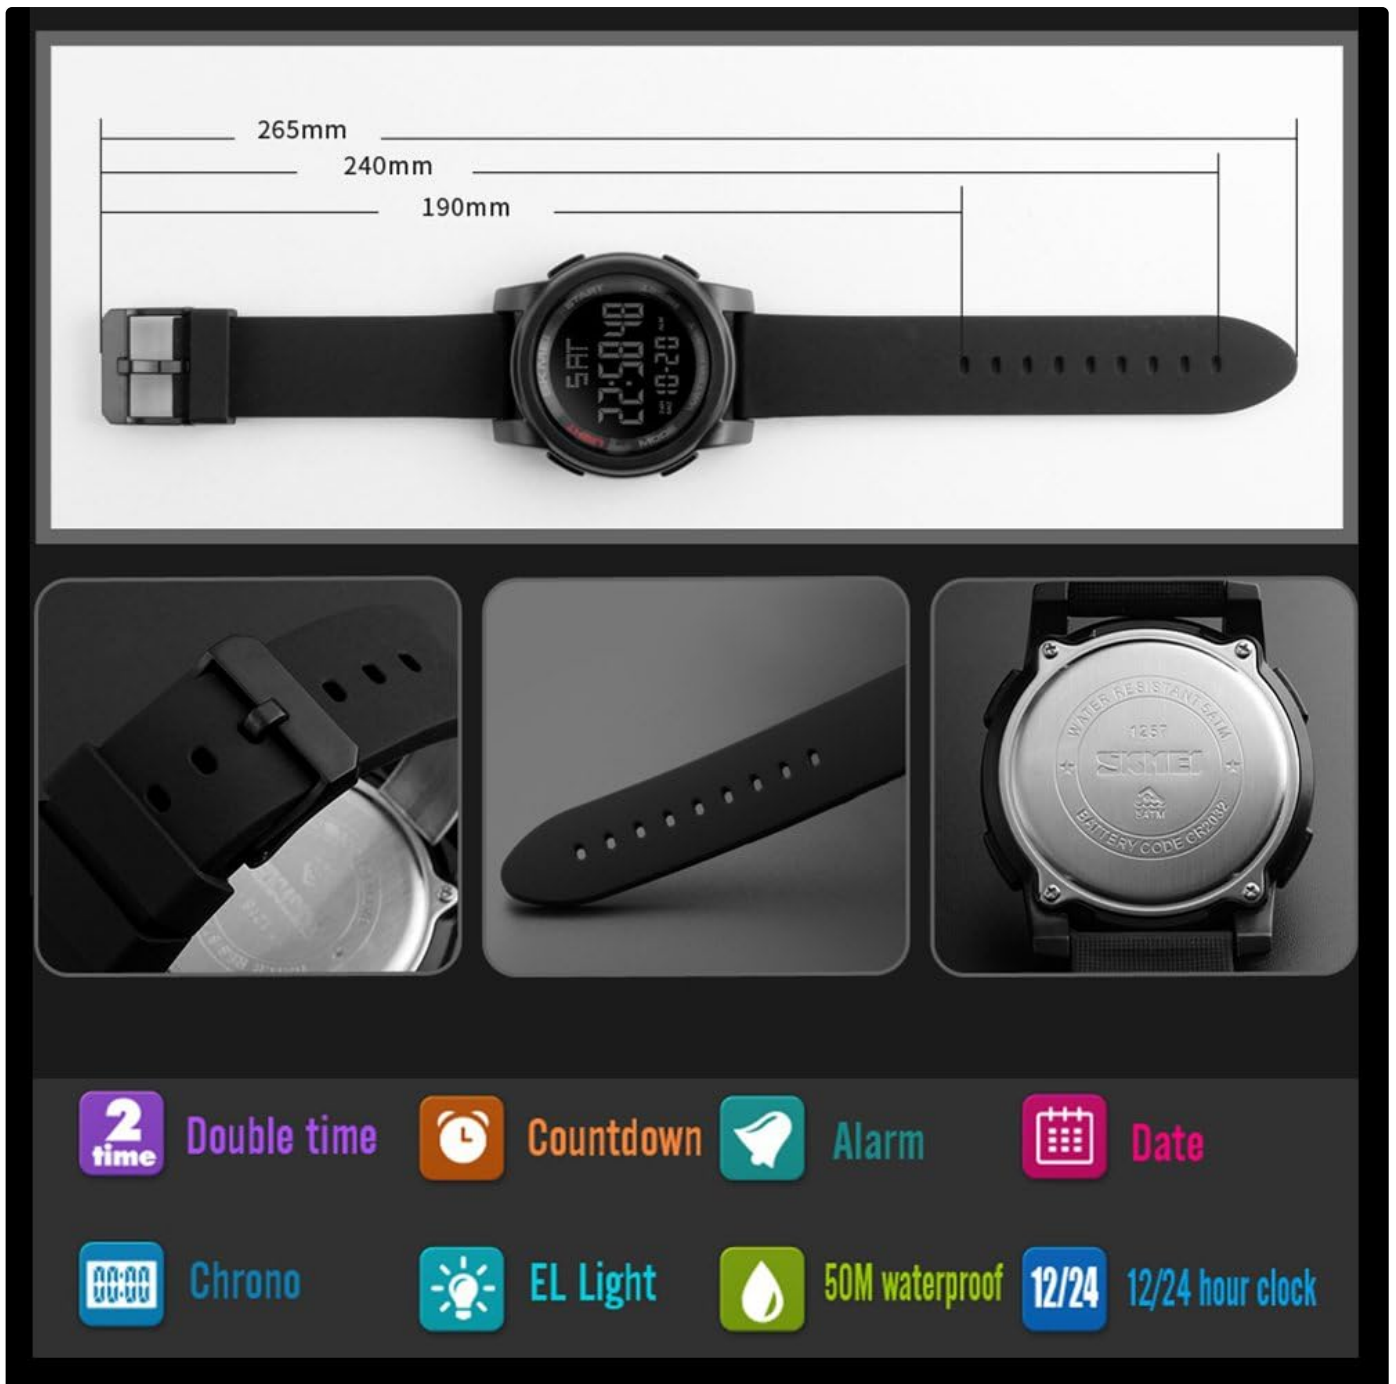 265mm
240mm
190mm
START
SAT
22:58:48
10-20
LIGHT
MODE
WATER RESISTANT 5ATM
1257
SKMEI
5ATM
BATTERY CODE CR2032
2
time
Double time
Countdown
Alarm
Date
00:00
Chrono
EL Light
50M waterproof
12/24
12/24 hour clock